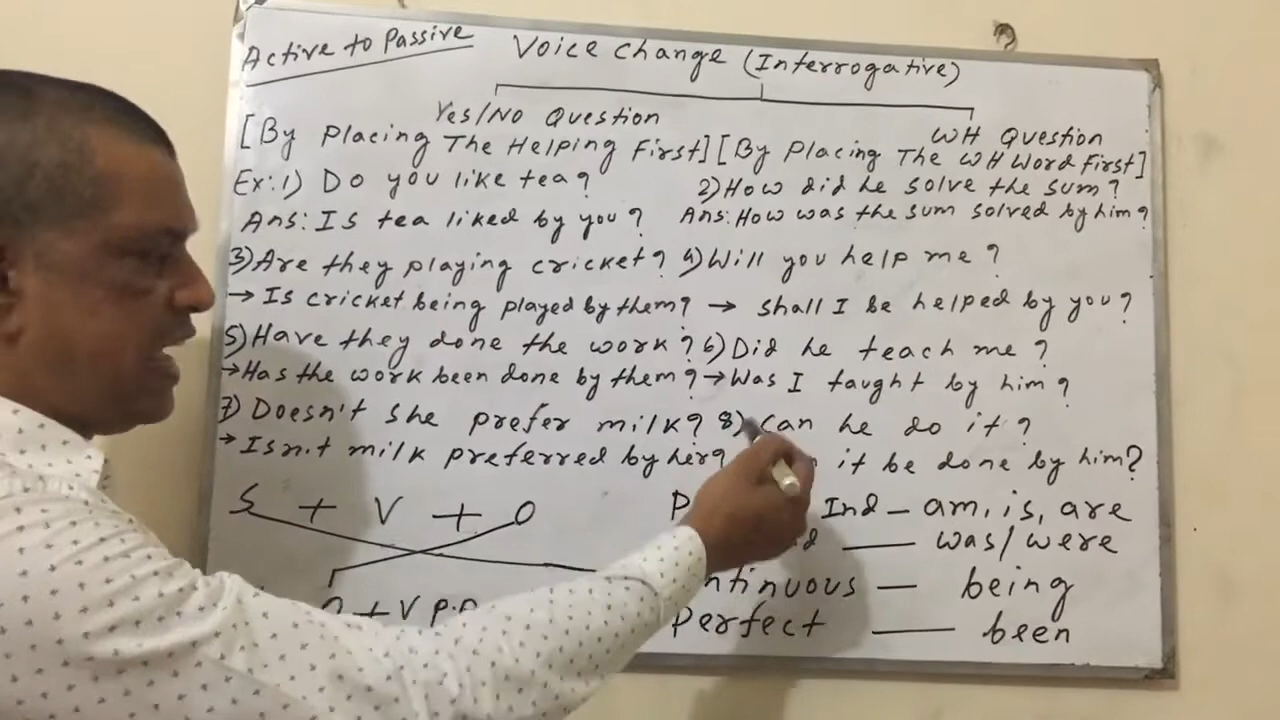 Active to Passive
Voice Change (Interrogative)
Yes/No Question
[By Placing The Helping First]
WH Question
[By Placing The WH Word First]
Ex: 1) Do you like tea?
2) How did he solve the sum?
Ans: Is tea liked by you?
Ans: How was the sum solved by him?
3) Are they playing cricket?
4) Will you help me?
→ Is cricket being played by them?
→ Shall I be helped by you?
5) Have they done the work?
6) Did he teach me?
→ Has the work been done by them?
→ Was I taught by him?
7) Doesn't she prefer milk?
8) Can he do it?
→ Isn't milk preferred by her?
it be done by him?
S + V + O
Ind - am, is, are
was/were
+ V P.P
ntinuous - being
Perfect - been